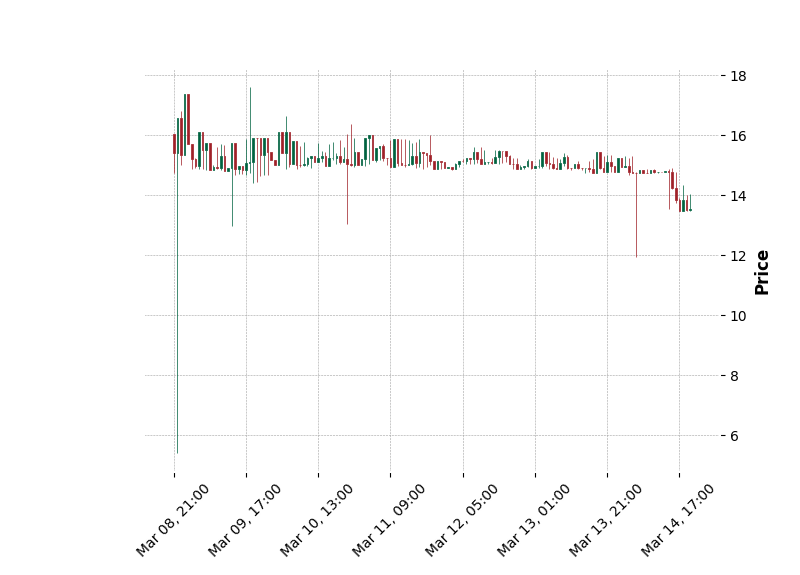 18
16
14
12
10
8
6
Price
Mar 08, 21:00
Mar 09, 17:00
Mar 10, 13:00
Mar 11, 09:00
Mar 12, 05:00
Mar 13, 01:00
Mar 13, 21:00
Mar 14, 17:00